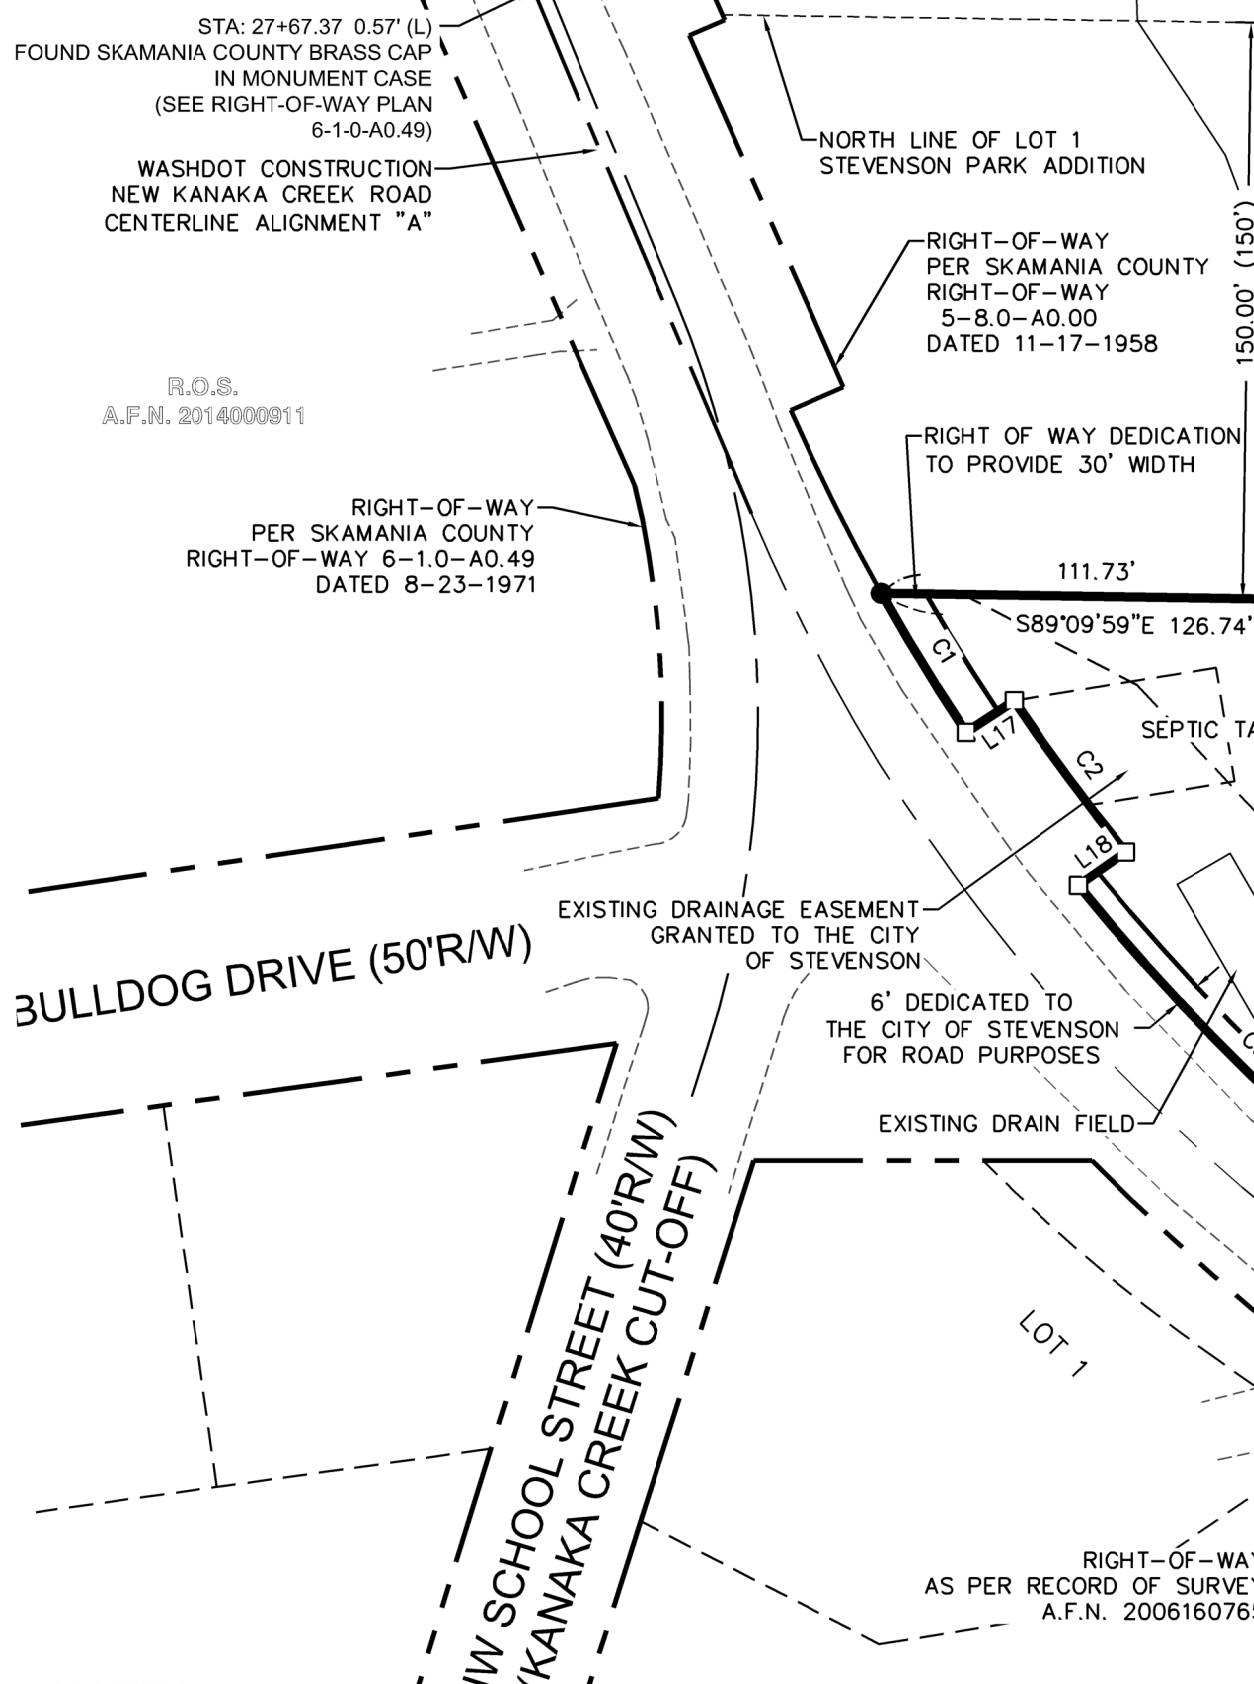 STA: 27+67.37 0.57' (L)
FOUND SKAMANIA COUNTY BRASS CAP
IN MONUMENT CASE
(SEE RIGHT-OF-WAY PLAN
6-1-0-A0.49)
WASHDOT CONSTRUCTION
NEW KANAKA CREEK ROAD
CENTERLINE ALIGNMENT "A"
NORTH LINE OF LOT 1
STEVENSON PARK ADDITION
150.00' (150')
RIGHT-OF-WAY
PER SKAMANIA COUNTY
RIGHT-OF-WAY
5-8.0-A0.00
DATED 11-17-1958
R.O.S.
A.F.N. 2014000911
RIGHT OF WAY DEDICATION
TO PROVIDE 30' WIDTH
RIGHT-OF-WAY
PER SKAMANIA COUNTY
RIGHT-OF-WAY 6-1.0-A0.49
DATED 8-23-1971
111.73'
S89°09'59"E 126.74'
C1
L17
SEPTIC
C2
L18
EXISTING DRAINAGE EASEMENT
GRANTED TO THE CITY
OF STEVENSON
BULLDOG DRIVE (50'R/W)
6' DEDICATED TO
THE CITY OF STEVENSON
FOR ROAD PURPOSES
EXISTING DRAIN FIELD
SCHOOL STREET (40'R/W)
(KANAKA CREEK CUT-OFF)
LOT 1
RIGHT-OF-WAY
AS PER RECORD OF SURVEY
A.F.N.